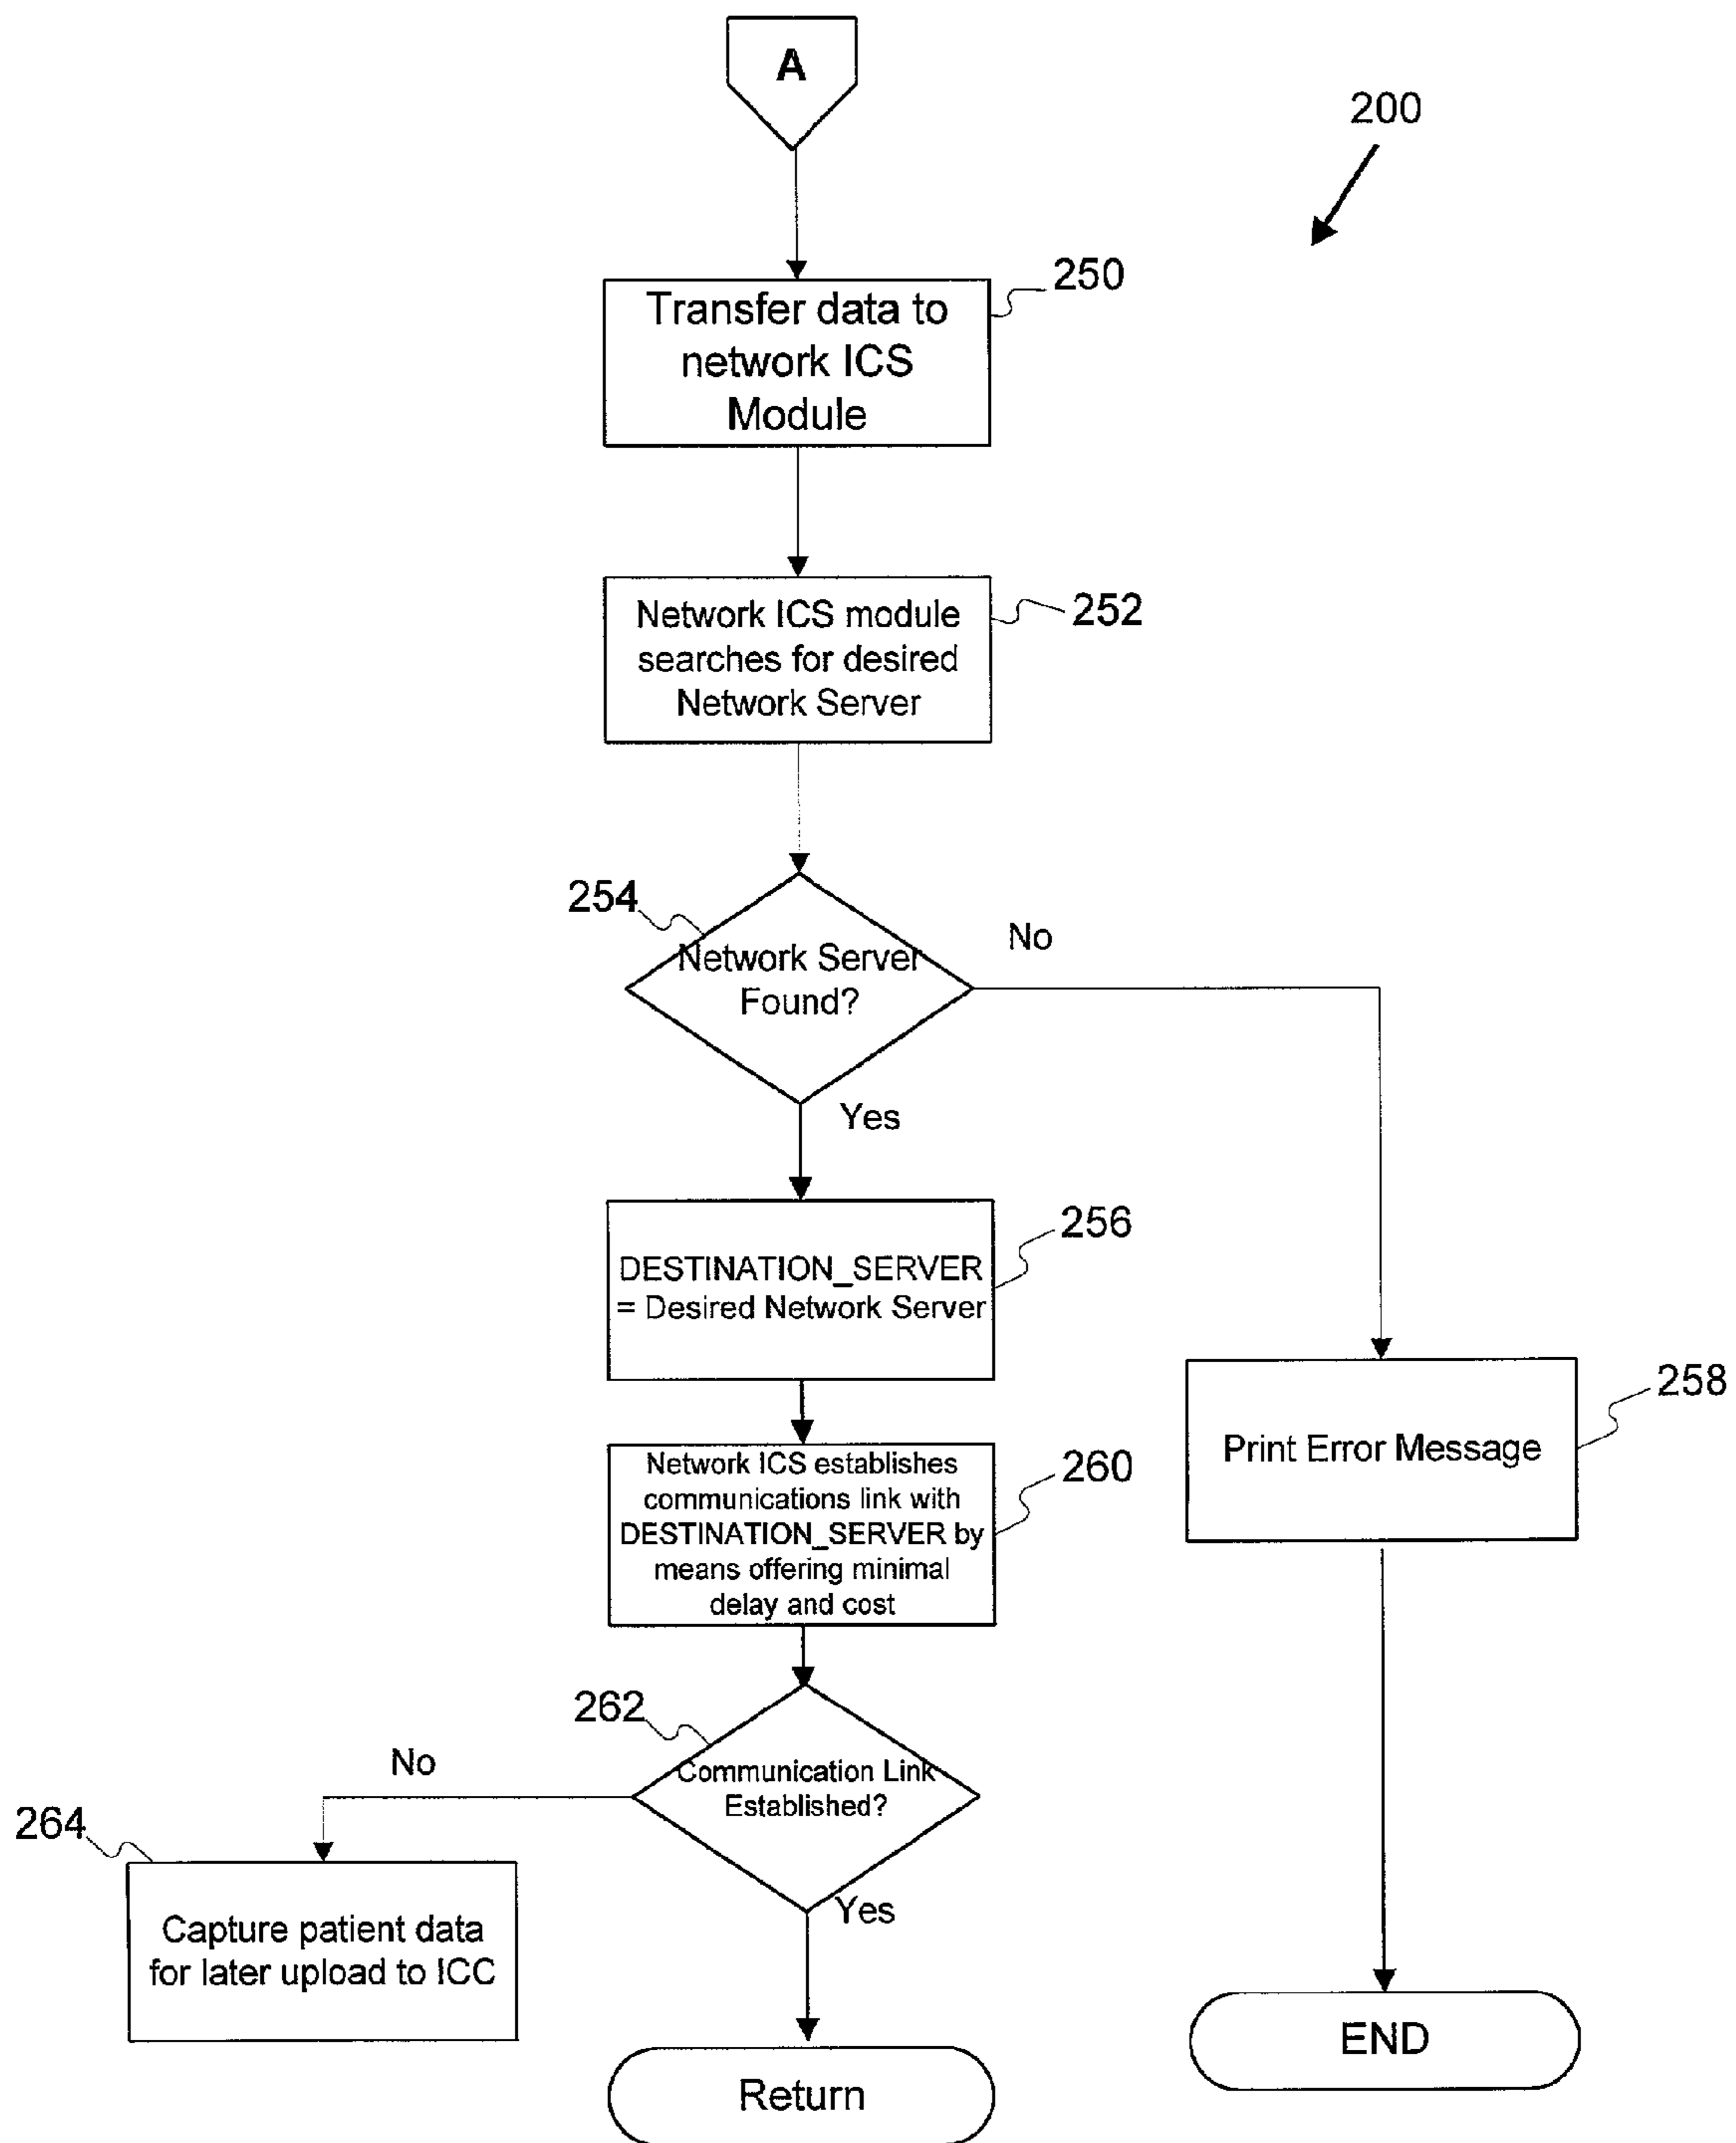 A
200
250
Transfer data to
network ICS
Module
252
Network ICS module
searches for desired
Network Server
254
Network Server
Found?
No
Yes
256
DESTINATION_SERVER
= Desired Network Server
258
Print Error Message
260
Network ICS establishes
communications link with
DESTINATION_SERVER by
means offering minimal
delay and cost
262
Communication Link
Established?
No
Yes
264
Capture patient data
for later upload to ICC
END
Return